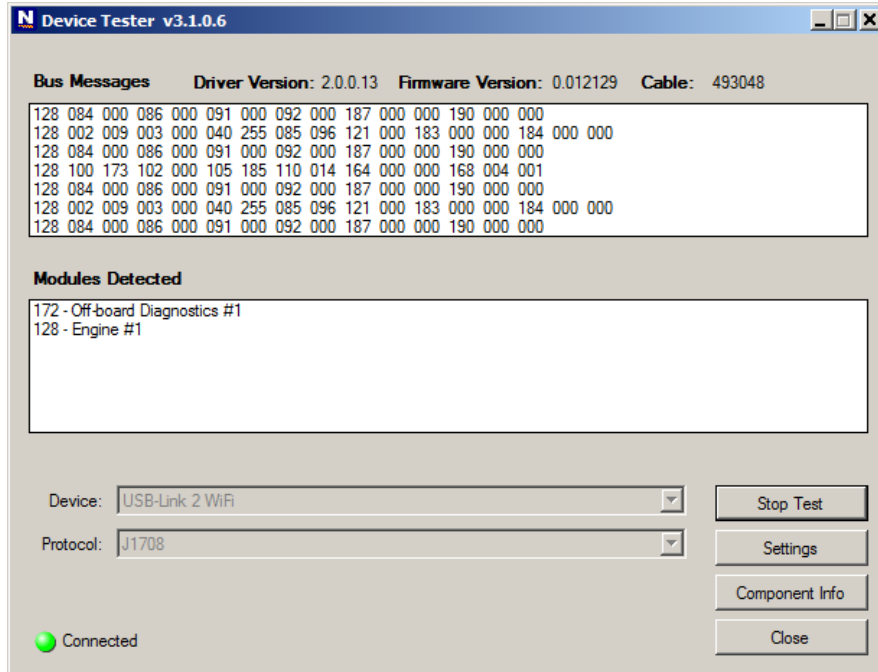 N Device Tester v3.1.0.6
Bus Messages Driver Version: 2.0.0.13 Firmware Version: 0.012129 Cable: 493048
128 084 000 086 000 091 000 092 000 187 000 000 190 000 000
128 002 009 003 000 040 255 085 096 121 000 183 000 000 184 000 000
128 084 000 086 000 091 000 092 000 187 000 000 190 000 000
128 100 173 102 000 105 185 110 014 164 000 000 168 004 001
128 084 000 086 000 091 000 092 000 187 000 000 190 000 000
128 002 009 003 000 040 255 085 096 121 000 183 000 000 184 000 000
128 084 000 086 000 091 000 092 000 187 000 000 190 000 000
Modules Detected
172 - Off-board Diagnostics #1
128 - Engine #1
Device: USB-Link 2 WiFi
Stop Test
Protocol: J1708
Settings
Component Info
Connected
Close